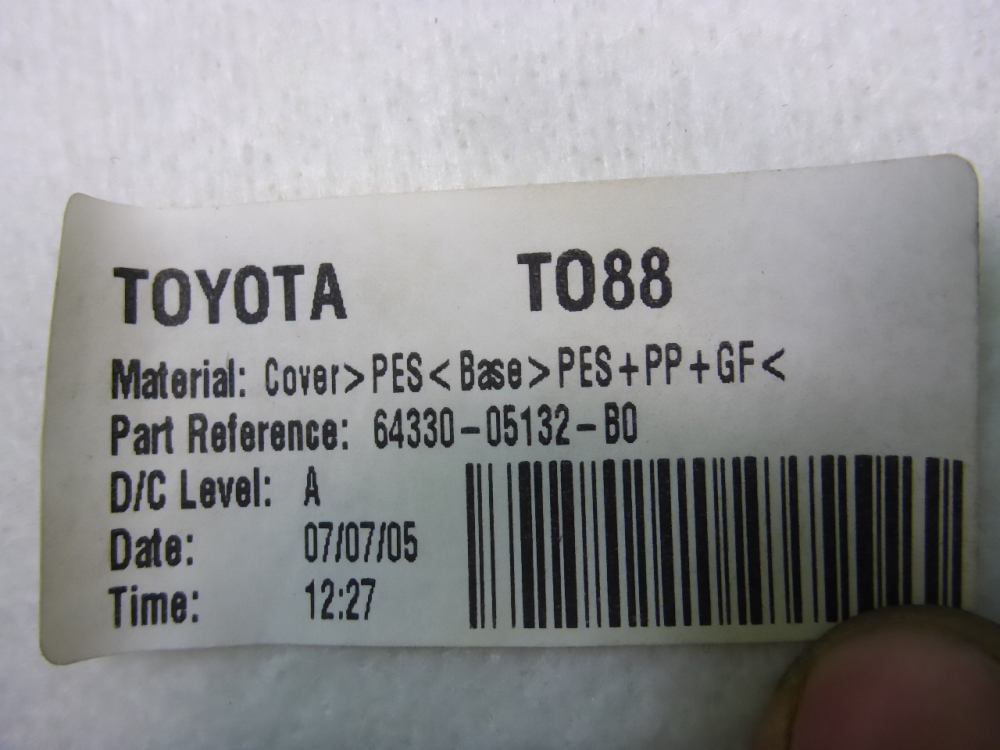 TOYOTA TO88
Material: Cover>PES<Base>PES+PP+GF<
Part Reference: 64330-05132-B0
D/C Level: A
Date: 07/07/05
Time: 12:27